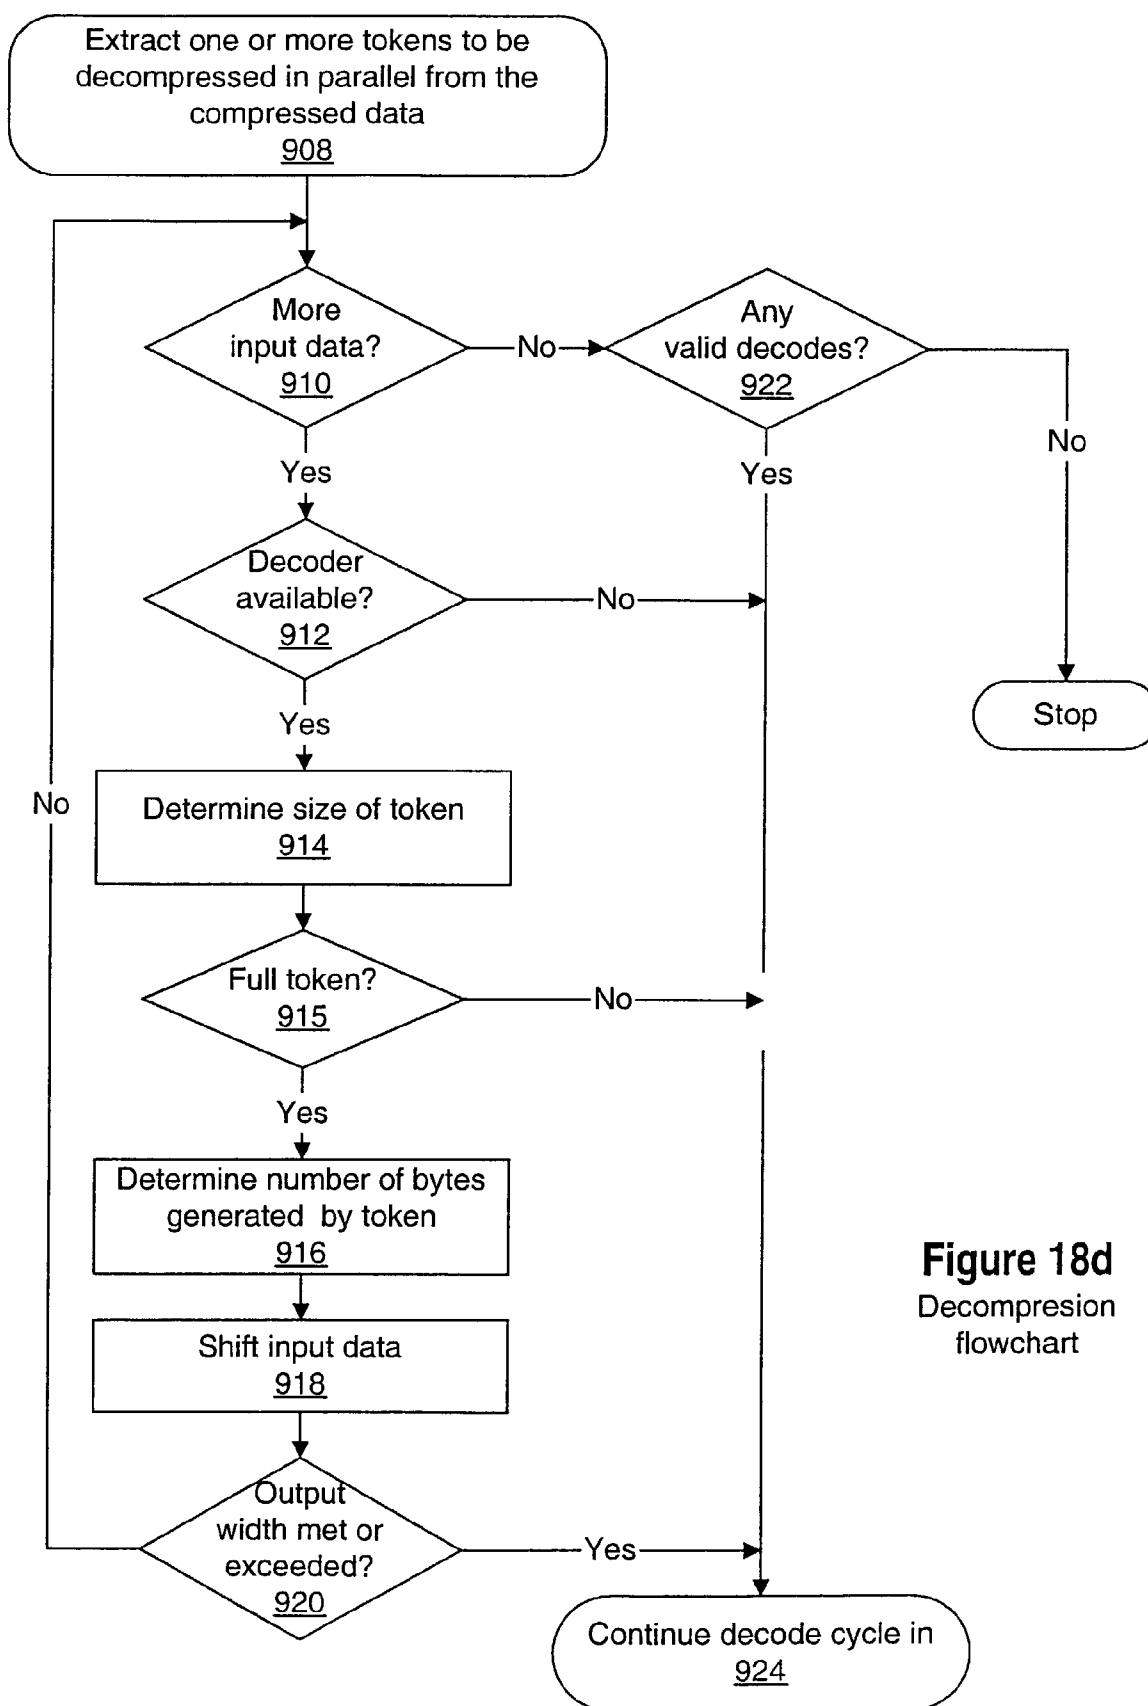 Extract one or more tokens to be
decompressed in parallel from the
compressed data
908
More
input data?
910
No
Any
valid decodes?
922
No
Yes
Yes
Decoder
available?
912
No
Stop
Yes
Determine size of token
914
No
Full token?
915
No
Yes
Determine number of bytes
generated by token
916
Shift input data
918
Output
width met or
exceeded?
920
Yes
Continue decode cycle in
924
Figure 18d
Decompresion
flowchart